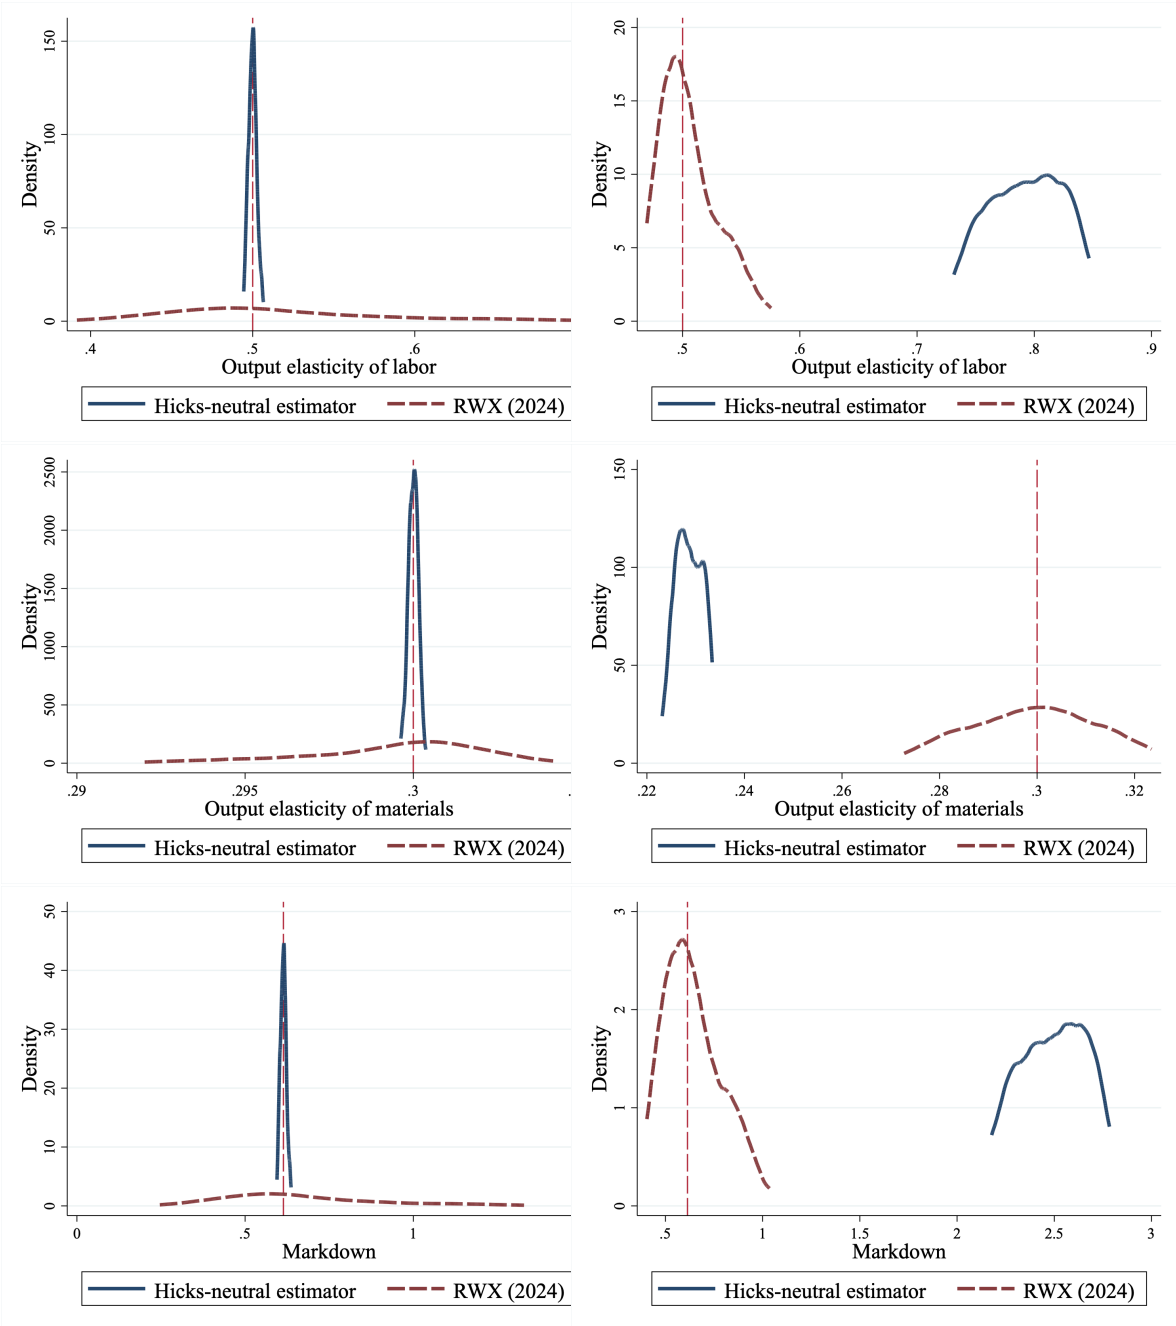 Density
150
100
50
0
.4
.5
.6
Output elasticity of labor
Hicks-neutral estimator
RWX (2024)
Density
20
15
10
5
0
.5
.6
.7
.8
.9
Output elasticity of labor
Hicks-neutral estimator
RWX (2024)
Density
2500
2000
1500
1000
500
0
.29
.295
.3
.
Output elasticity of materials
Hicks-neutral estimator
RWX (2024)
Density
150
100
50
0
.22
.24
.26
.28
.3
.32
Output elasticity of materials
Hicks-neutral estimator
RWX (2024)
Density
50
40
30
20
10
0
0
.5
1
Markdown
Hicks-neutral estimator
RWX (2024)
Density
3
2
1
0
.5
1
1.5
2
2.5
3
Markdown
Hicks-neutral estimator
RWX (2024)